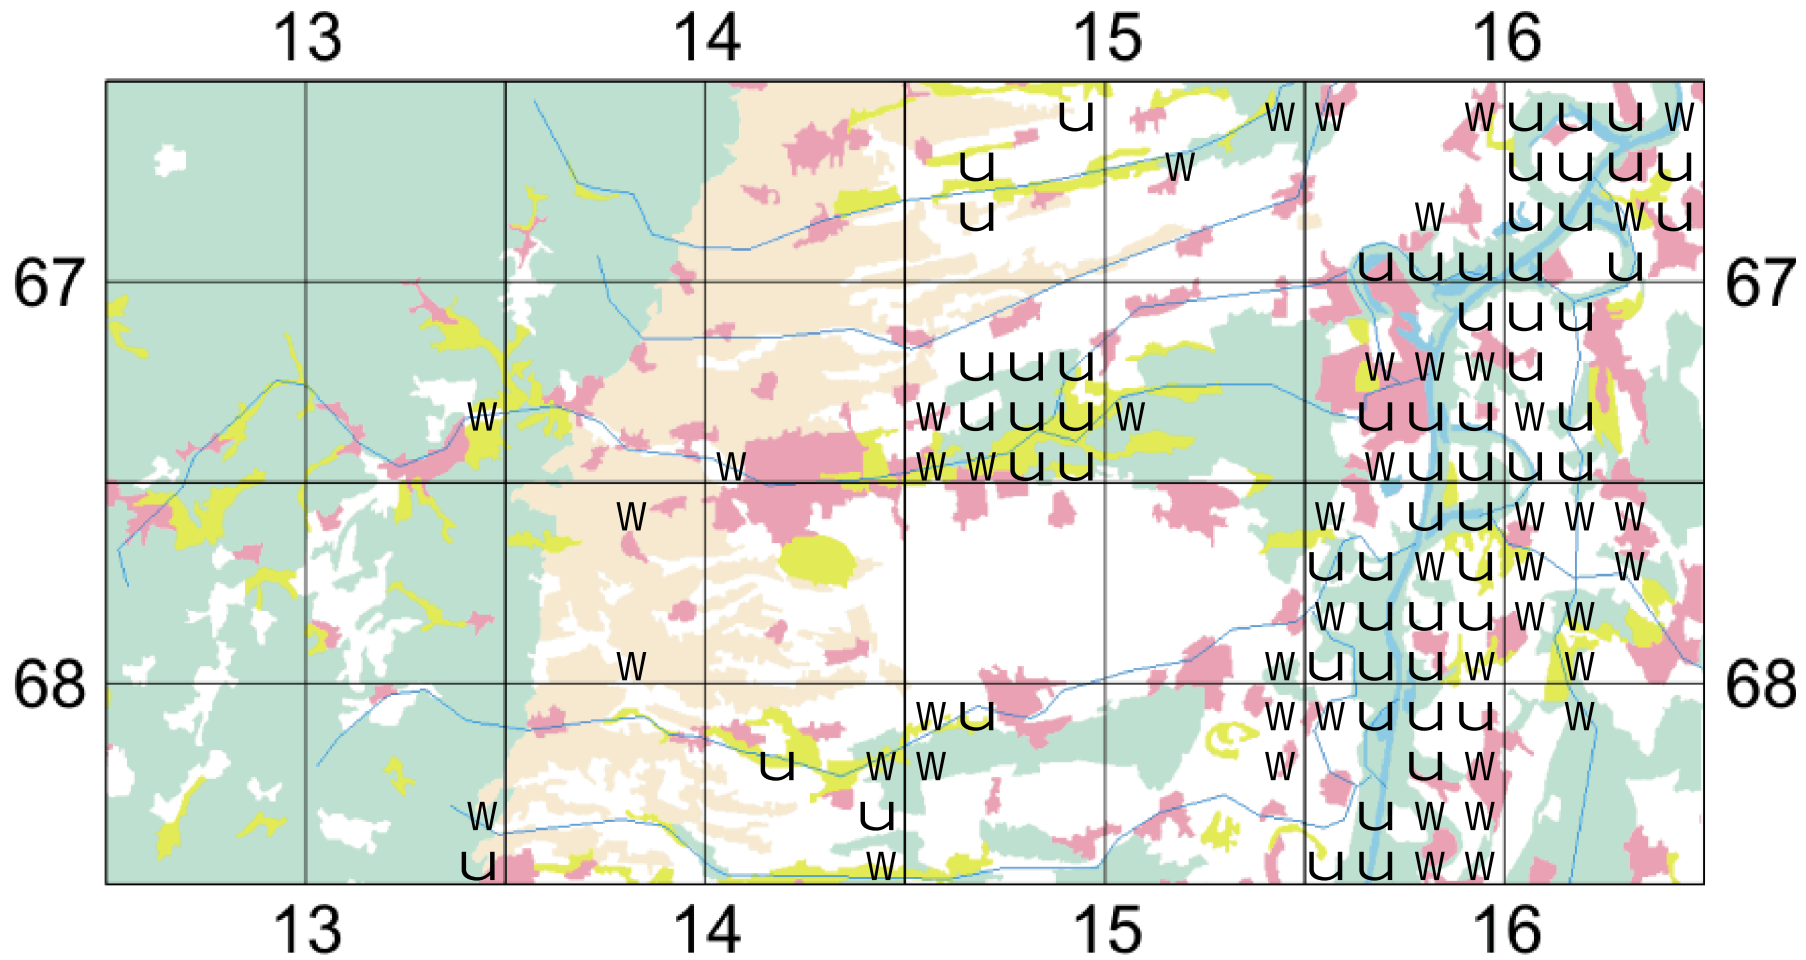 13 14 15 16
u w w w u u u w
u w u u u u
u w u u w u
67 u u u u u 67
u u u
u u u w w w u
w w u u u w u u u w u
w w w u u w u u u u
w w u u w w w
u u w u w w
w u u u w w
w w u u u w w
68 68
w u w w u u u w
u w w w u w
w u u w w
u w u u w w
13 14 15 16